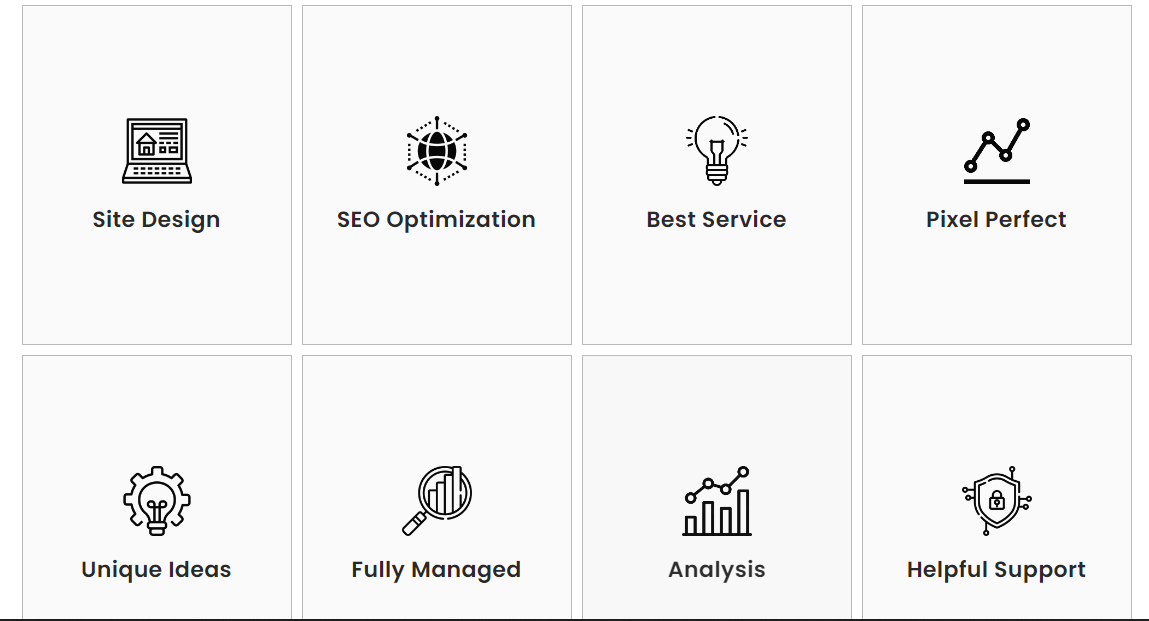 Site Design
SEO Optimization
Best Service
Pixel Perfect
Unique Ideas
Fully Managed
Analysis
Helpful Support